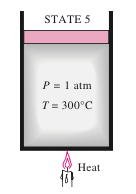 STATE 5
P = 1 atm
T = 300°C
Heat